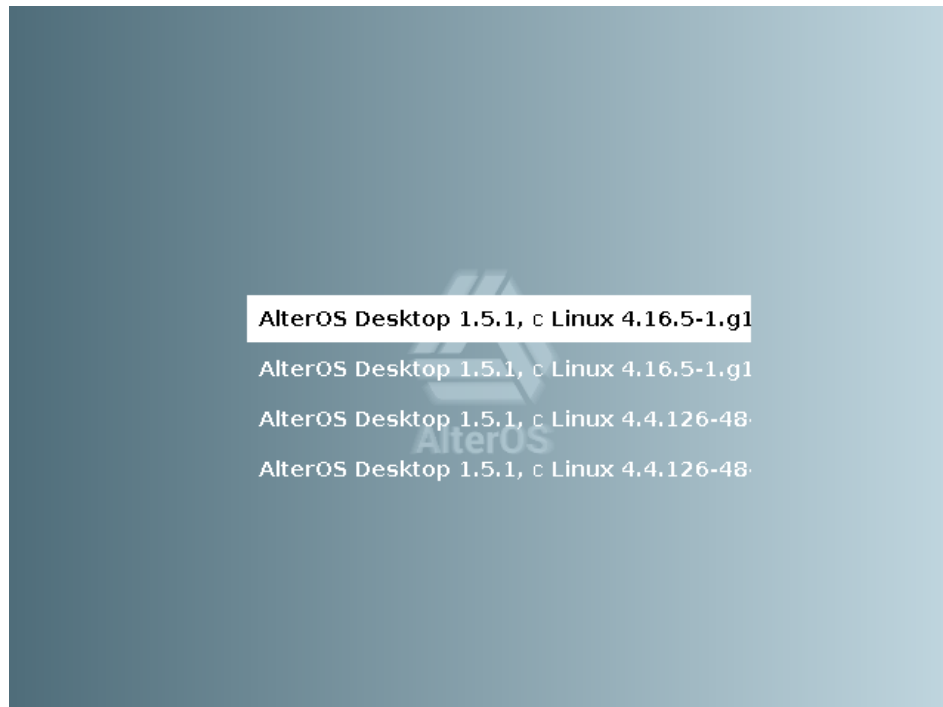 AlterOS Desktop 1.5.1, с Linux 4.16.5-1.g1
AlterOS Desktop 1.5.1, с Linux 4.16.5-1.g1
AlterOS Desktop 1.5.1, с Linux 4.4.126-48-
AlterOS
AlterOS Desktop 1.5.1, с Linux 4.4.126-48-